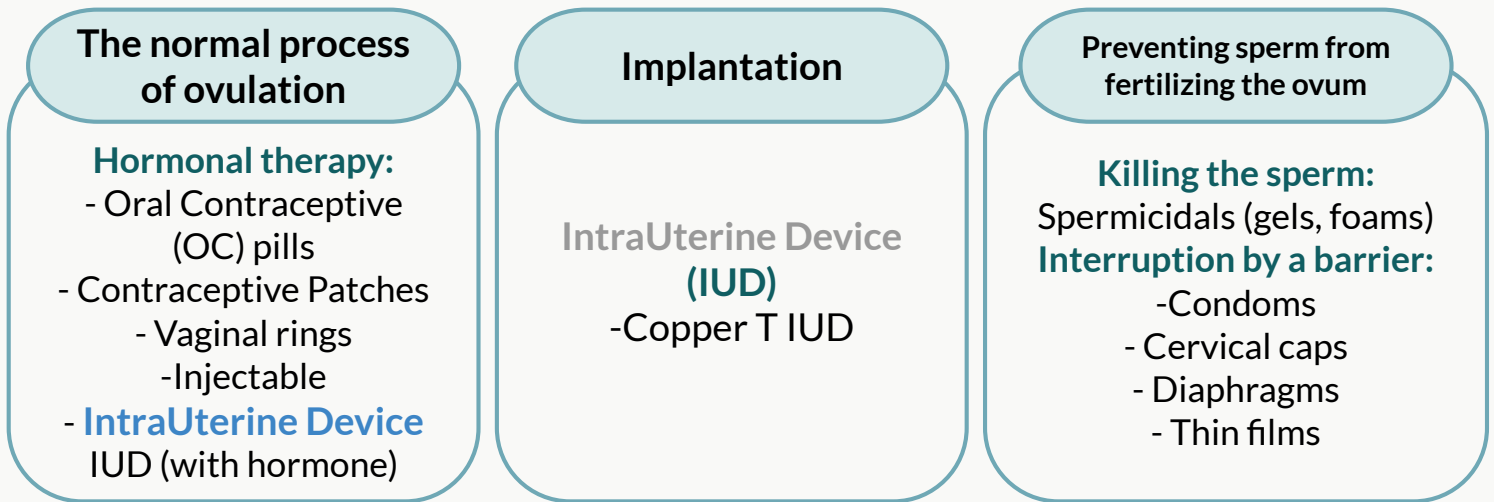 The normal process
of ovulation
Hormonal therapy:
- Oral Contraceptive
(OC) pills
- Contraceptive Patches
- Vaginal rings
-Injectable
- IntraUterine Device
IUD (with hormone)
Implantation
IntraUterine Device
(IUD)
-Copper T IUD
Preventing sperm from
fertilizing the ovum
Killing the sperm:
Spermicidals (gels, foams)
Interruption by a barrier:
-Condoms
- Cervical caps
- Diaphragms
- Thin films